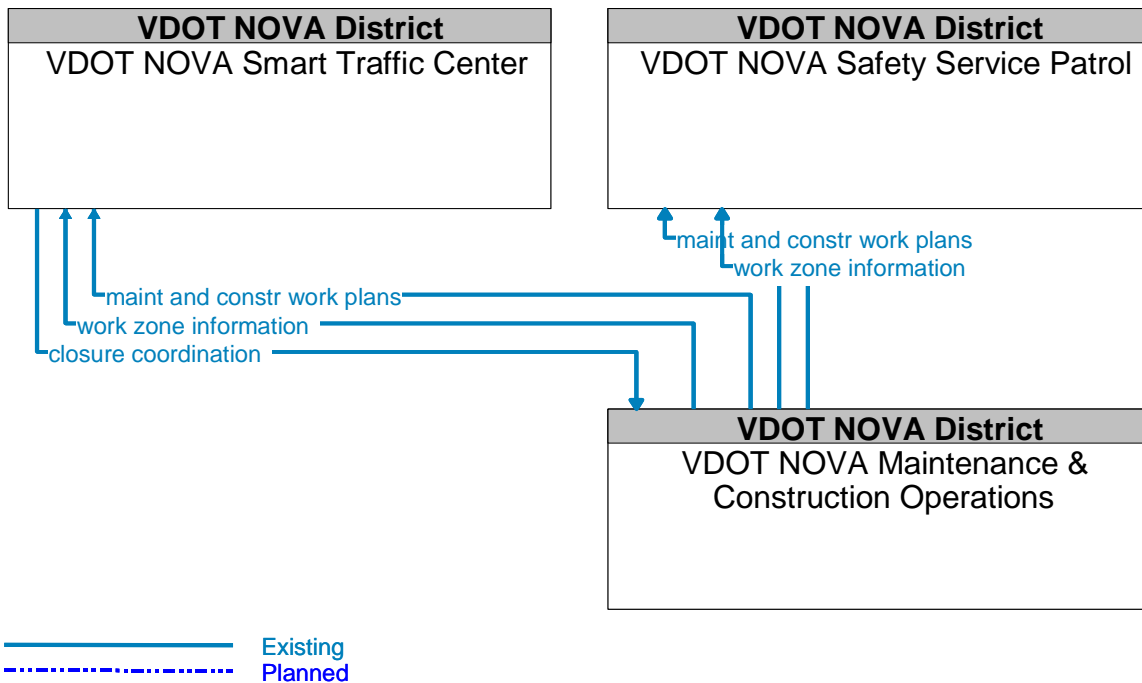 VDOT NOVA District
VDOT NOVA Smart Traffic Center
VDOT NOVA District
VDOT NOVA Safety Service Patrol
maint and constr work plans
work zone information
maint and constr work plans
work zone information
closure coordination
VDOT NOVA District
VDOT NOVA Maintenance &
Construction Operations
Existing
Planned